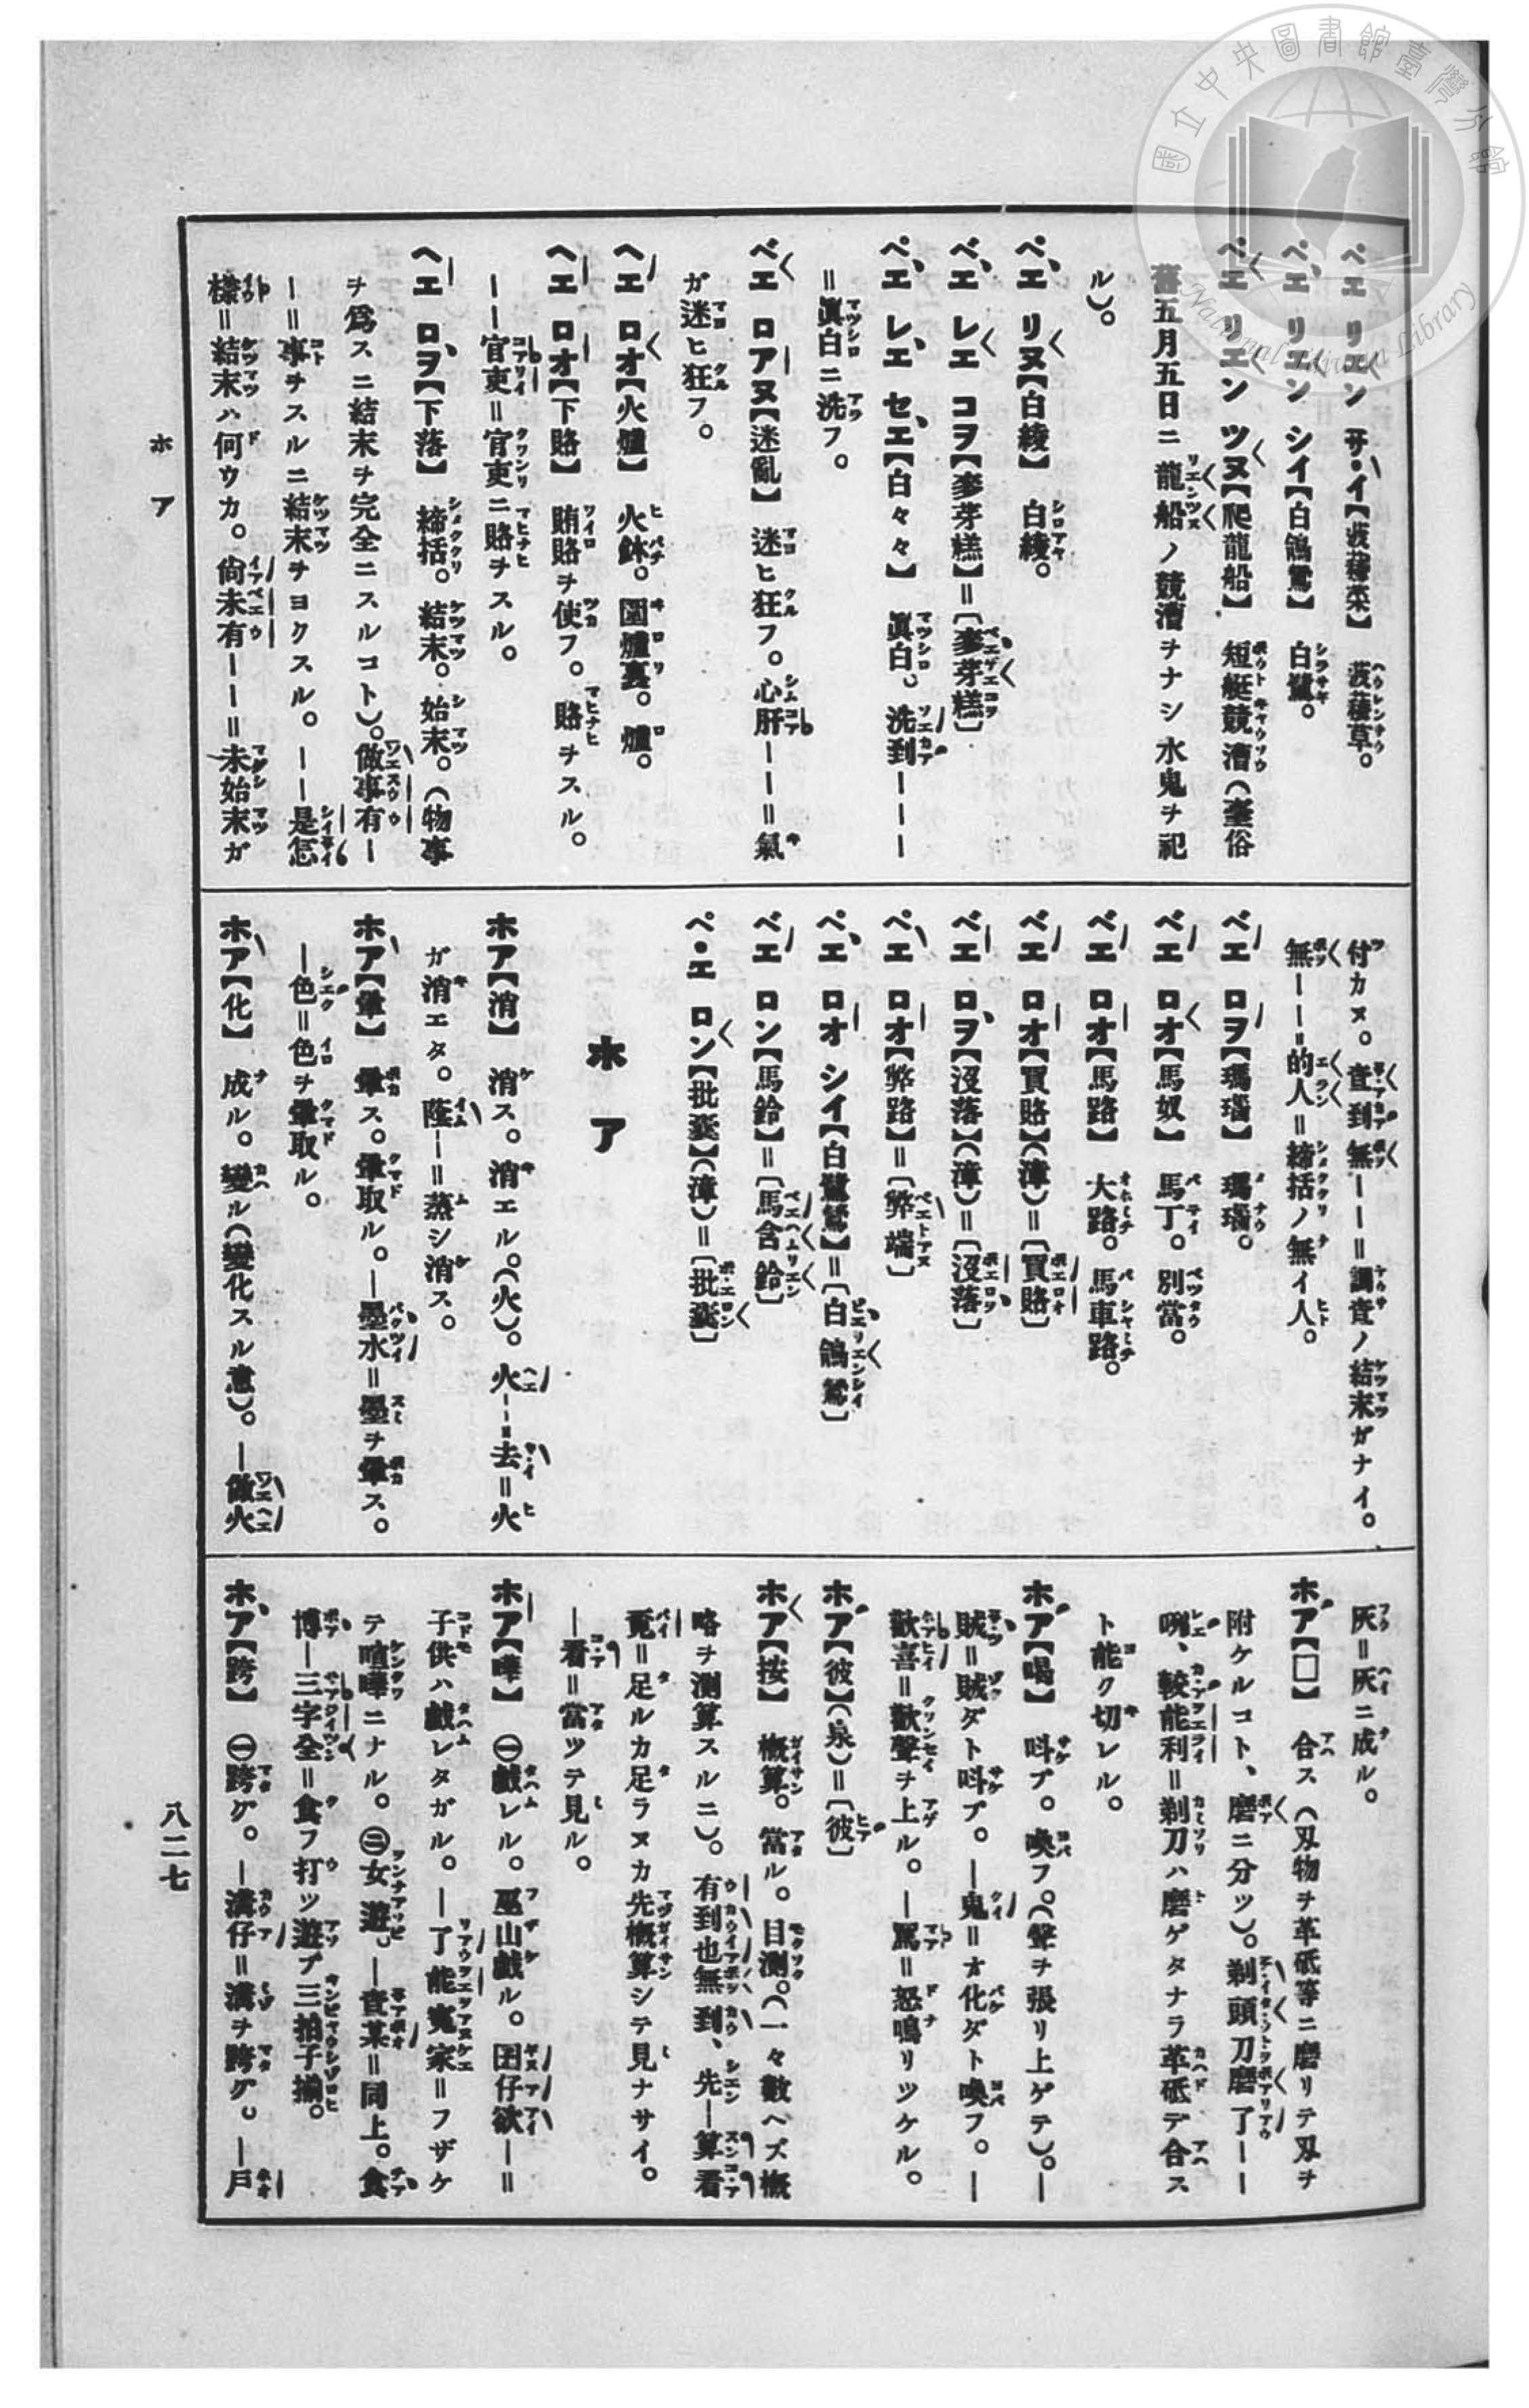 國立中央圖書館臺灣分館
National Taiwan Library
ペエ リエン ザイ【菠薐菜】 菠薐草。
ペエ リエン シイ【白鴒鷥】 白鷺。
ペエ リエン ツヌ【爬龍船】 短艇競漕(臺俗
舊五月五日ニ龍船ノ競漕ヲナシ水鬼ヲ祀
ル)。
ペエ リヌ【白綾】 白綾。
ベエ レエ コヲ【麥芽糕】=〔麥芽糕〕
ペエ レエ セエ【白々々】 眞白。洗到―――
=眞白ニ洗フ。
ベエ ロアヌ【迷亂】 迷ヒ狂フ。心肝――=氣
ガ迷ヒ狂フ。
ヘエ ロオ【火爐】 火鉢。圍爐裏。爐。
ヘエ ロオ【下賂】 賄賂ヲ使フ。賂ヲスル。
――官吏=官吏ニ賂ヲスル。
ヘエ ロヲ【下落】 締括。結末。始末。(物事
ヲ爲スニ結末ヲ完全ニスルコト)。做事有―
―=事ヲスルニ結末ヲヨクスル。――是怎
樣=結末ハ何ウカ。尙未有――=未始末ガ
付カヌ。查到無――=調查ノ結末ガナイ。
無――=的人=締括ノ無イ人。
ベエ ロヲ【瑪瑙】 瑪瑙。
ベエ ロオ【馬奴】 馬丁。別當。
ベエ ロオ【馬路】 大路。馬車路。
ベエ ロオ【買賂】(漳)=〔買賂〕
ベエ ロヲ【沒落】(漳)=〔沒落〕
ペエ ロオ【弊路】=〔弊端〕
ペエ ロオ シイ【白鷺鷥】=〔白鴒鷥〕
ベエ ロン【馬鈴】=〔馬含鈴〕
ペエ ロン【批囊】(漳)=〔批囊〕
ホア
ホア【消】 消ス。消エル。(火)。火――去=火
ガ消エタ。蔭―=蒸シ消ス。
ホア【暈】 暈ス。暈取ル。―墨水=墨ヲ暈ス。
―色=色ヲ暈取ル。
ホア【化】 成ル。變ル(變化スル意)。―做火
灰=灰ニ成ル。
ホア【□】 合ス(刃物ヲ革砥等ニ磨リテ刃ヲ
附ケルコト、磨ニ分ツ)。剃頭刀磨了――
咧、較能利=剃刀ハ磨ゲタナラ革砥デ合ス
ト能ク切レル。
ホア【喝】 呌ブ。喚フ。(聲ヲ張リ上ゲテ)。―
賊=賊ダト呌ブ。―鬼=オ化ダト喚フ。―
歡喜=歡聲ヲ上ル。―罵=怒鳴リツケル。
ホア【彼】(泉)=〔彼〕
ホア【按】 概算。當ル。目測。(一々數ヘズ概
略ヲ測算スルニ)。有到也無到、先―算看
覓=足ルカ足ラヌカ先概算シテ見ナサイ。
―看=當ツテ見ル。
ホア【嘩】 ㊀戲レル。巫山戲ル。囝仔欲―=
子供ハ戲レタガル。―了能冤家=フザケ
テ喧嘩ニナル。㊁女遊。―查某=同上。食
博―三字全=食フ打ツ遊ブ三拍子揃。
ホア【跨】 ㊀跨グ。―溝仔=溝ヲ跨グ。―戶
ホア
八二七